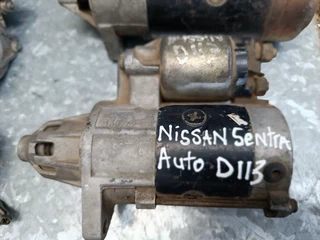 NISSAN Sentra
Auto D113